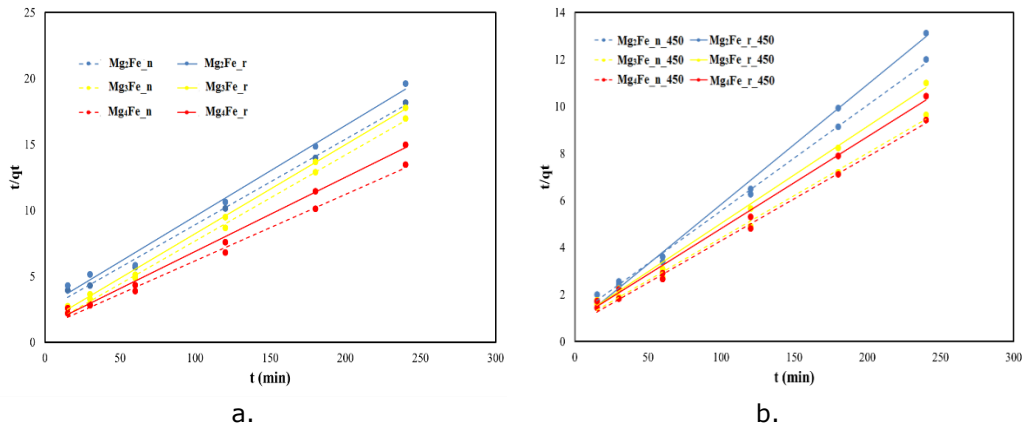 25
20
15
10
5
0
t/qt
0 50 100 150 200 250 300
t (min)
Mg₂Fe_n Mg₂Fe_r
Mg₃Fe_n Mg₃Fe_r
Mg₄Fe_n Mg₄Fe_r
a.
14
12
10
8
6
4
2
0
t/qt
0 50 100 150 200 250 300
t (min)
Mg₂Fe_n_450 Mg₂Fe_r_450
Mg₃Fe_n_450 Mg₃Fe_r_450
Mg₄Fe_n_450 Mg₄Fe_r_450
b.